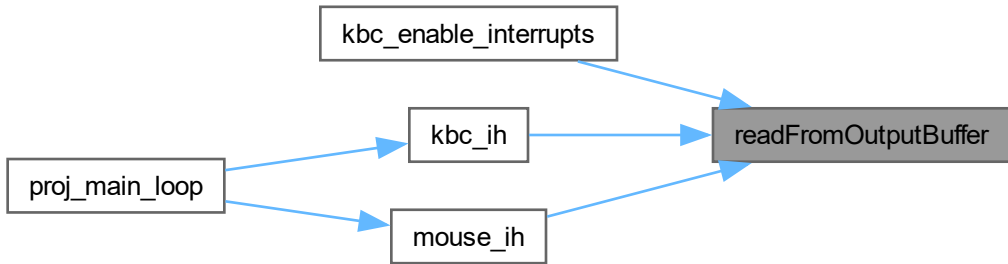 kbc_enable_interrupts
readFromOutputBuffer
kbc_ih
proj_main_loop
mouse_ih